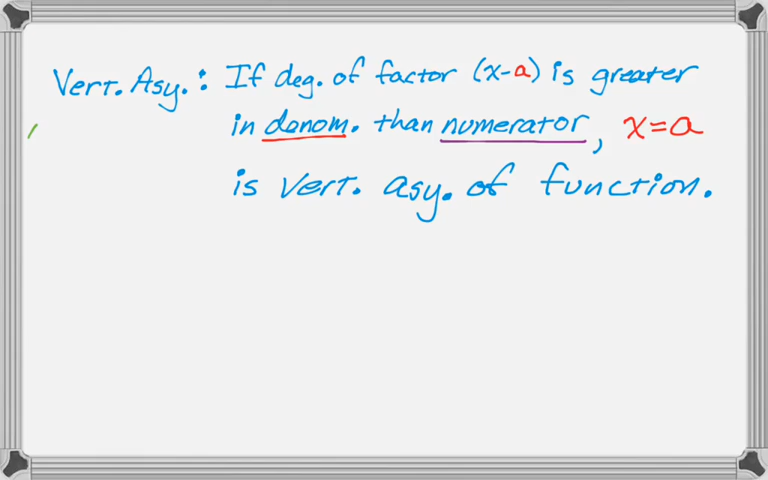 Vert. Asy.: If deg. of factor (x-a) is greater
in denom. than numerator, x=a
is vert. asy. of function.